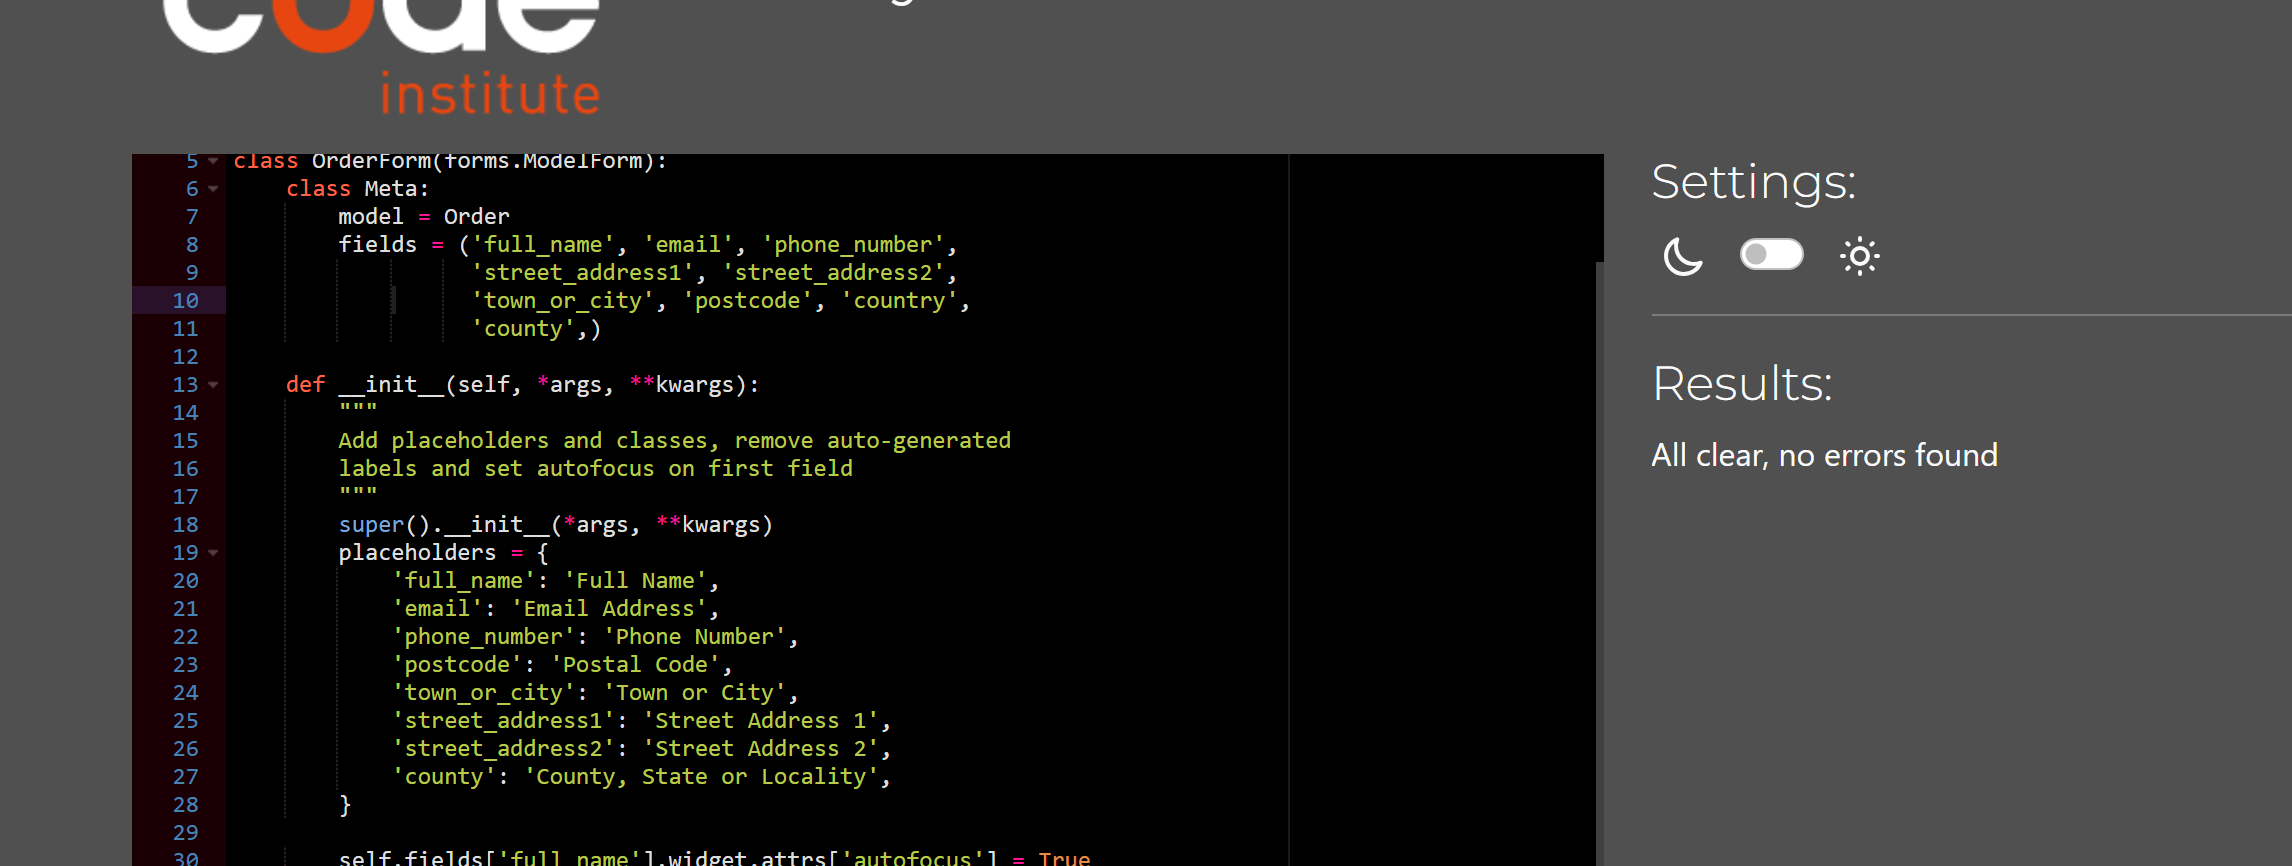 code
institute
5 class OrderForm(forms.ModelForm):
6     class Meta:
7         model = Order
8         fields = ('full_name', 'email', 'phone_number',
9                   'street_address1', 'street_address2',
10                   'town_or_city', 'postcode', 'country',
11                   'county',)
12
13     def __init__(self, *args, **kwargs):
14         """
15         Add placeholders and classes, remove auto-generated
16         labels and set autofocus on first field
17         """
18         super().__init__(*args, **kwargs)
19         placeholders = {
20             'full_name': 'Full Name',
21             'email': 'Email Address',
22             'phone_number': 'Phone Number',
23             'postcode': 'Postal Code',
24             'town_or_city': 'Town or City',
25             'street_address1': 'Street Address 1',
26             'street_address2': 'Street Address 2',
27             'county': 'County, State or Locality',
28         }
29
30         self.fields['full_name'].widget.attrs['autofocus'] = True
Settings:
Results:
All clear, no errors found